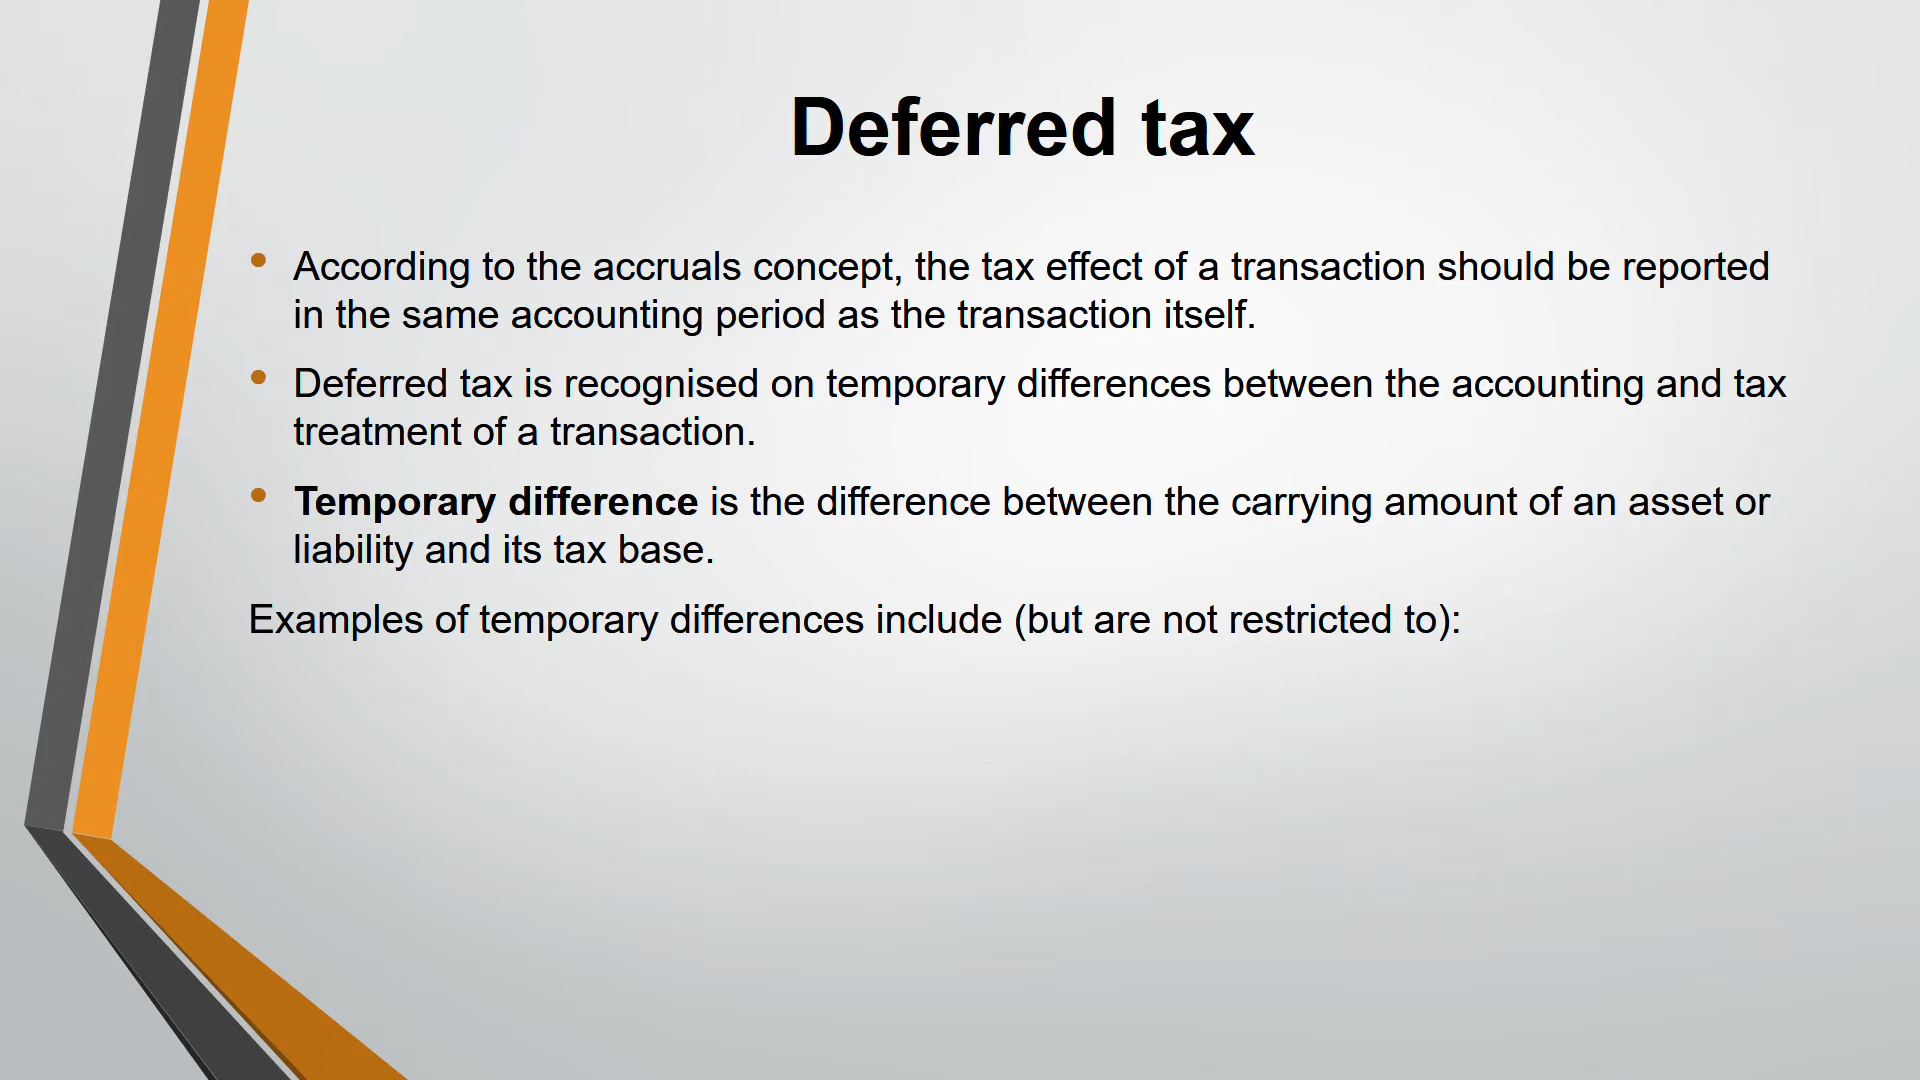 Deferred tax
• According to the accruals concept, the tax effect of a transaction should be reported
in the same accounting period as the transaction itself.
• Deferred tax is recognised on temporary differences between the accounting and tax
treatment of a transaction.
• Temporary difference is the difference between the carrying amount of an asset or
liability and its tax base.
Examples of temporary differences include (but are not restricted to):